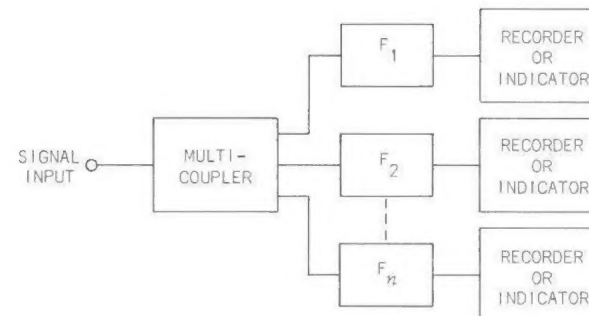 F1
RECORDER
OR
INDICATOR
SIGNAL
INPUT
MULTI-
COUPLER
F2
RECORDER
OR
INDICATOR
Fn
RECORDER
OR
INDICATOR